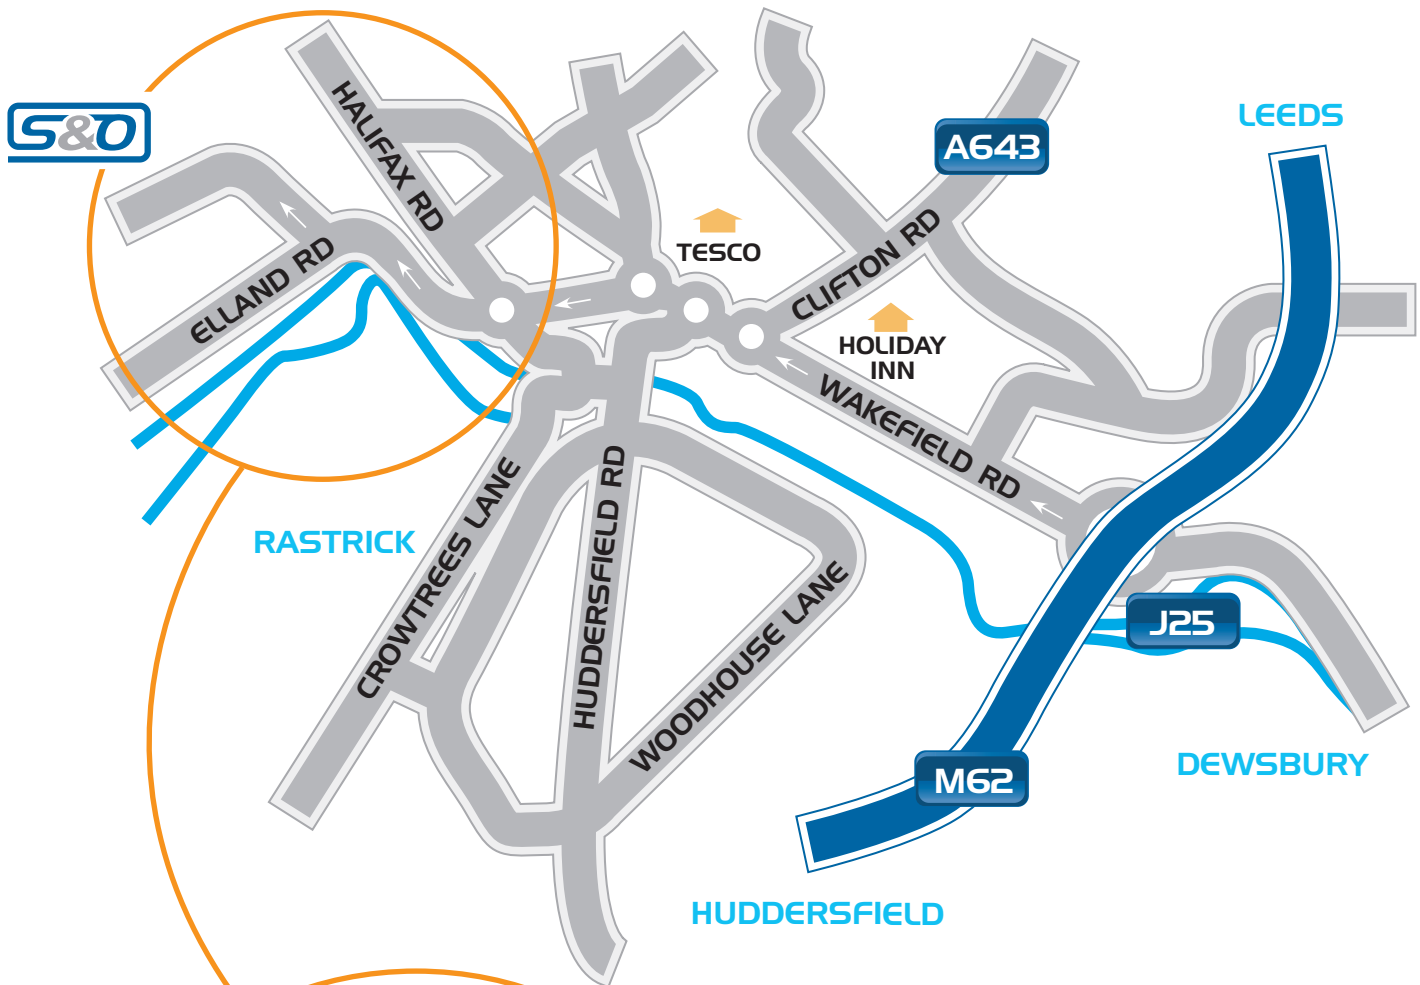 S&O
HALIFAX RD
A643
LEEDS
TESCO
CLIFTON RD
ELLAND RD
HOLIDAY
INN
WAKEFIELD RD
RASTRICK
CROWTREES LANE
HUDDERSFIELD RD
WOODHOUSE LANE
J25
DEWSBURY
M62
HUDDERSFIELD